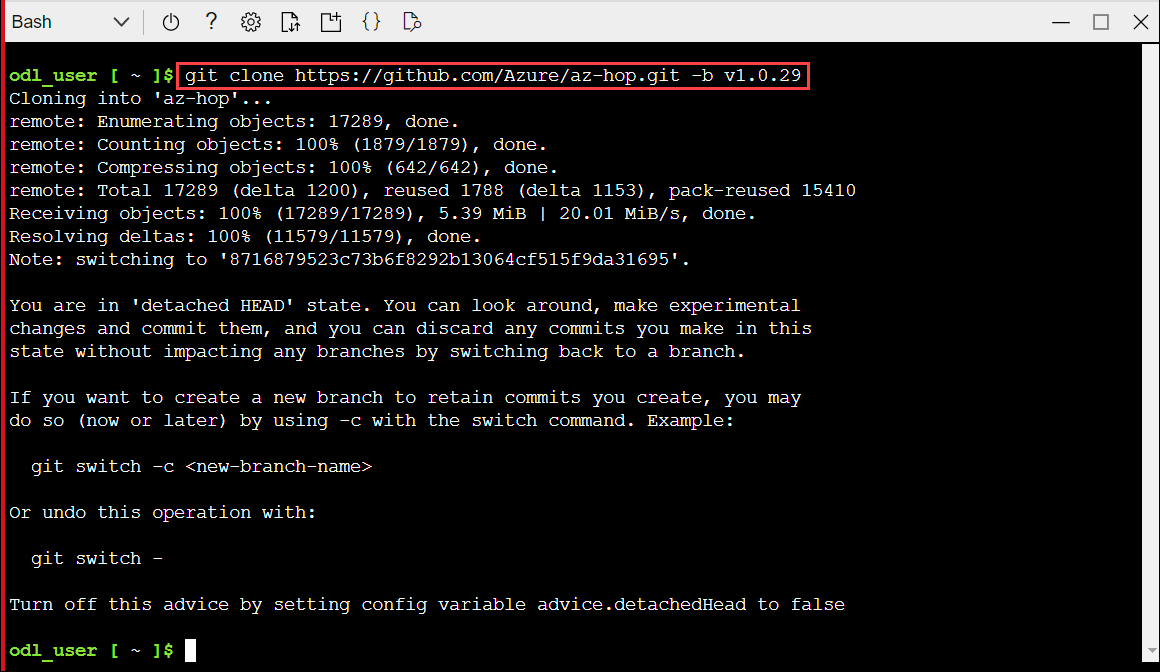 Bash
odl_user [ ~ ]$ git clone https://github.com/Azure/az-hop.git -b v1.0.29
Cloning into 'az-hop'...
remote: Enumerating objects: 17289, done.
remote: Counting objects: 100% (1879/1879), done.
remote: Compressing objects: 100% (642/642), done.
remote: Total 17289 (delta 1200), reused 1788 (delta 1153), pack-reused 15410
Receiving objects: 100% (17289/17289), 5.39 MiB | 20.01 MiB/s, done.
Resolving deltas: 100% (11579/11579), done.
Note: switching to '8716879523c73b6f8292b13064cf515f9da31695'.
You are in 'detached HEAD' state. You can look around, make experimental
changes and commit them, and you can discard any commits you make in this
state without impacting any branches by switching back to a branch.
If you want to create a new branch to retain commits you create, you may
do so (now or later) by using -c with the switch command. Example:
git switch -c <new-branch-name>
Or undo this operation with:
git switch -
Turn off this advice by setting config variable advice.detachedHead to false
odl_user [ ~ ]$